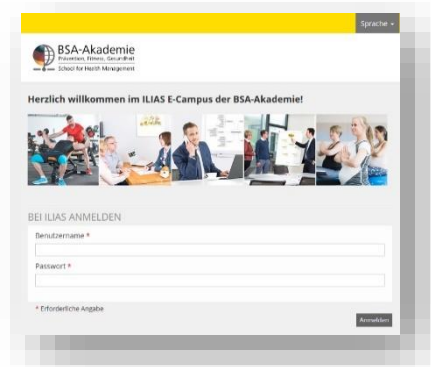 Sprache
BSA-Akademie
Prävention, Fitness, Gesundheit
School for Health Management
Herzlich willkommen im ILIAS E-Campus der BSA-Akademie!
BEI ILIAS ANMELDEN
Benutzername *
Passwort *
* Erforderliche Angabe
Anmelden